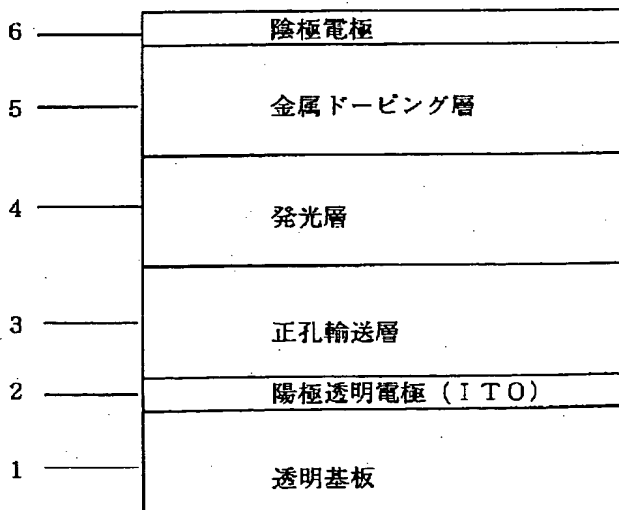 6 陰極電極
5 金属ドーピング層
4 発光層
3 正孔輸送層
2 陽極透明電極(ITO)
1 透明基板